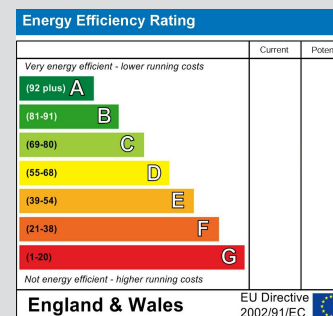 Energy Efficiency Rating
Current Poten
Very energy efficient - lower running costs
(92 plus) A
(81-91) B
(69-80) C
(55-68) D
(39-54) E
(21-38) F
(1-20) G
Not energy efficient - higher running costs
England & Wales
EU Directive
2002/91/EC